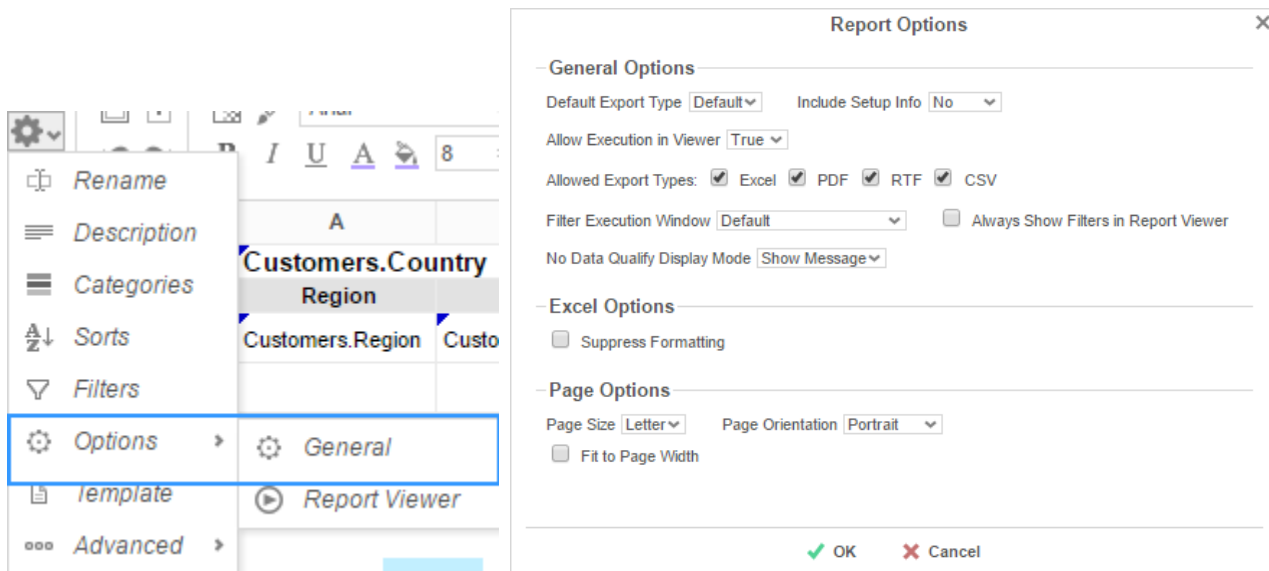 B I U A 8
Rename
Description
Categories
Sorts
Filters
Options
General
Template
Report Viewer
Advanced
A
Customers.Country
Region
Customers.Region Custo
Report Options
General Options
Default Export Type Default Include Setup Info No
Allow Execution in Viewer True
Allowed Export Types: Excel PDF RTF CSV
Filter Execution Window Default Always Show Filters in Report Viewer
No Data Qualify Display Mode Show Message
Excel Options
Suppress Formatting
Page Options
Page Size Letter Page Orientation Portrait
Fit to Page Width
OK Cancel